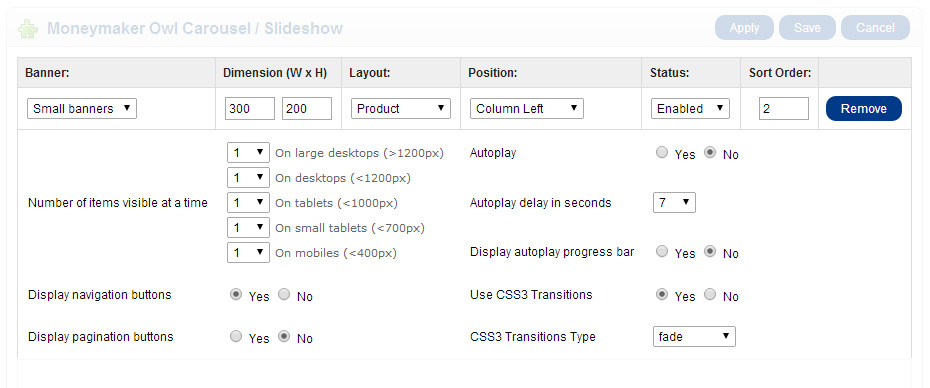 Moneymaker Owl Carousel / Slideshow Apply Save Cancel
Banner: Dimension (W x H) Layout: Position: Status: Sort Order:
Small banners 300 200 Product Column Left Enabled 2 Remove
Number of items visible at a time
1 On large desktops (>1200px)
1 On desktops (<1200px)
1 On tablets (<1000px)
1 On small tablets (<700px)
1 On mobiles (<400px)
Autoplay Yes No
Autoplay delay in seconds 7
Display autoplay progress bar Yes No
Display navigation buttons Yes No
Use CSS3 Transitions Yes No
Display pagination buttons Yes No
CSS3 Transitions Type fade